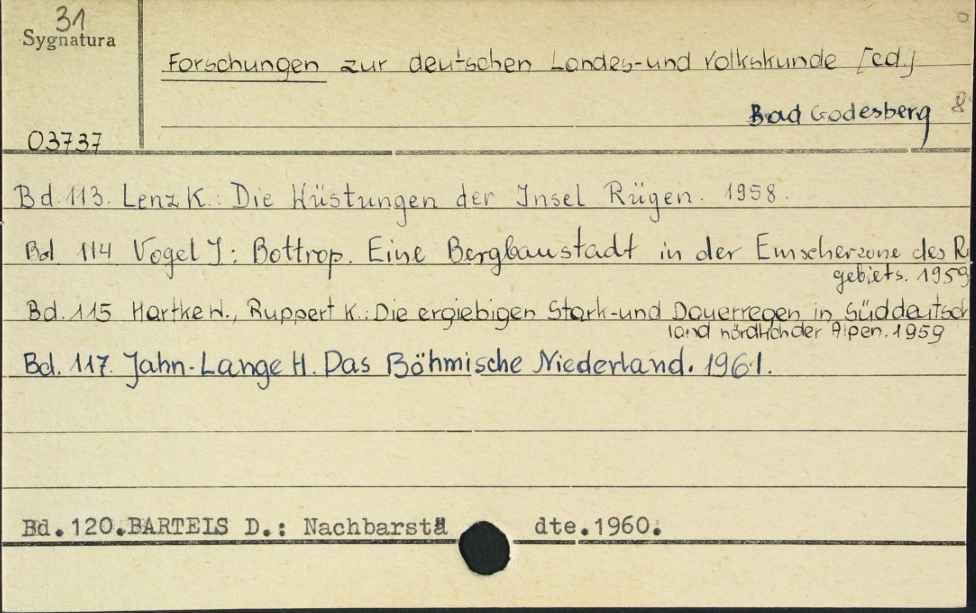 31
Sygnatura
Forschungen zur deutschen Landes-und Volkskunde [cd.]
Bad Godesberg 8
03737
Bd. 113. Lenz K.: Die Wüstungen der Insel Rügen. 1958.
Bd. 114 Vogel J: Bottrop. Eine Bergbaustadt in der Emscherzone des R
gebiets. 1959
Bd. 115 Hartke W., Ruppert K.: Die ergiebigen Stark-und Dauerregen in Süddeutsch
land nördlich der Alpen. 1959
Bd. 117. Jahn-Lange H. Das Böhmische Niederland. 1961.
Bd.120.BARTEIS D.: Nachbarstä dte.1960.